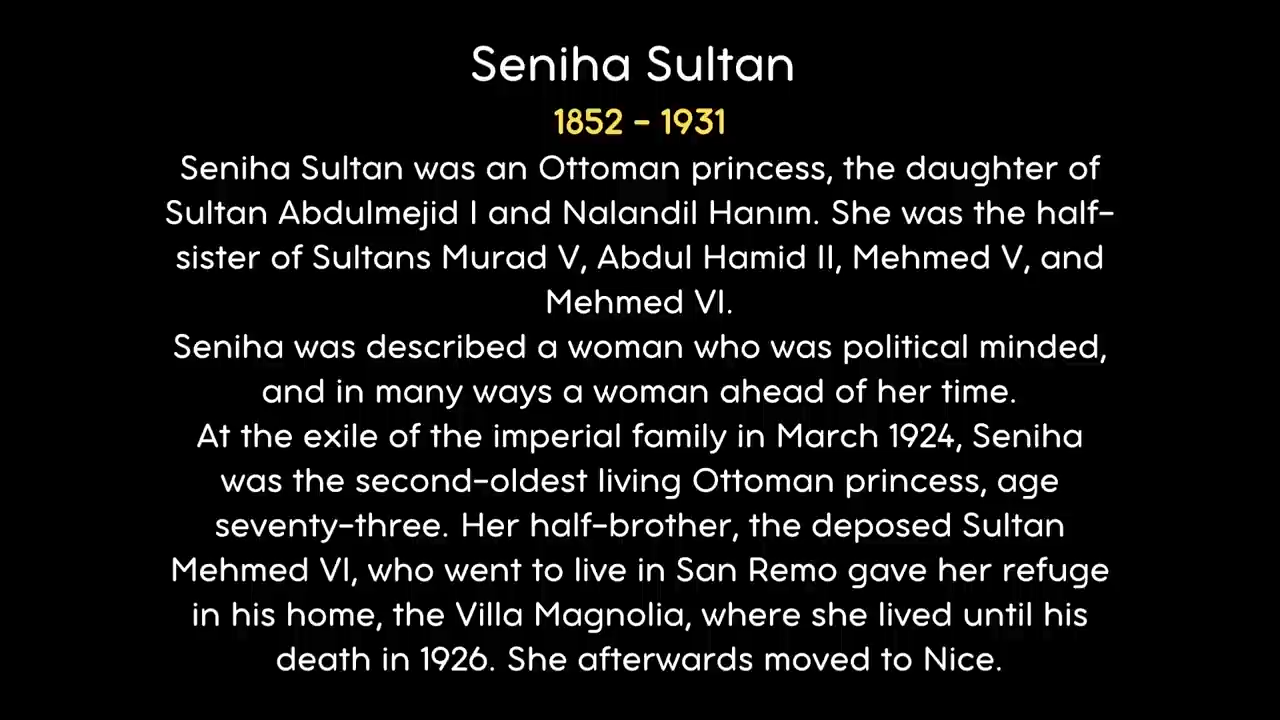 Seniha Sultan
1852 - 1931
Seniha Sultan was an Ottoman princess, the daughter of
Sultan Abdulmejid I and Nalandil Hanım. She was the half-
sister of Sultans Murad V, Abdul Hamid II, Mehmed V, and
Mehmed VI.
Seniha was described a woman who was political minded,
and in many ways a woman ahead of her time.
At the exile of the imperial family in March 1924, Seniha
was the second-oldest living Ottoman princess, age
seventy-three. Her half-brother, the deposed Sultan
Mehmed VI, who went to live in San Remo gave her refuge
in his home, the Villa Magnolia, where she lived until his
death in 1926. She afterwards moved to Nice.